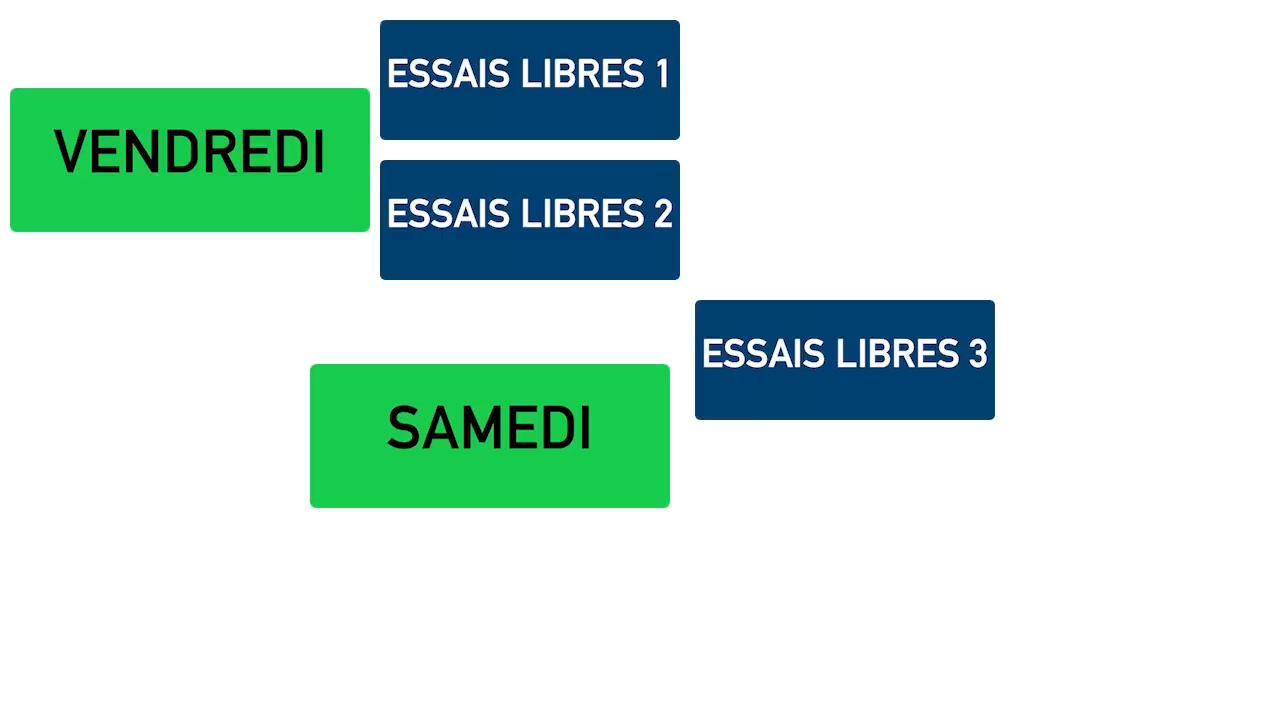 VENDREDI
ESSAIS LIBRES 1
ESSAIS LIBRES 2
SAMEDI
ESSAIS LIBRES 3